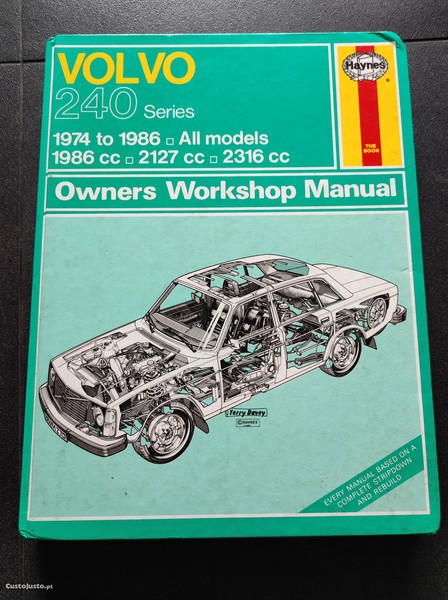 VOLVO
240 Series
1974 to 1986 □ All models
1986 cc □ 2127 cc □ 2316 cc
Haynes
®
THE BOOK
Owners Workshop Manual
Terry Davey
©HAYNES
EVERY MANUAL BASED ON A
COMPLETE STRIPDOWN
AND REBUILD
CustoJusto.pt